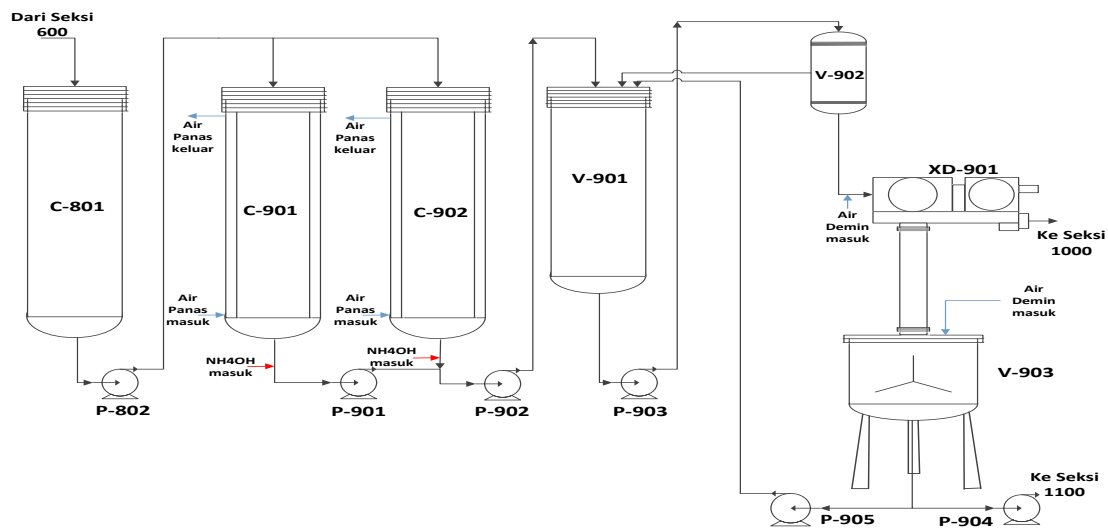 Dari Seksi
600
C-801
P-802
Air
Panas
keluar
C-901
Air
Panas
masuk
NH4OH
masuk
P-901
Air
Panas
keluar
C-902
Air
Panas
masuk
NH4OH
masuk
P-902
V-901
P-903
V-902
XD-901
Air
Demin
masuk
Ke Seksi
1000
Air
Demin
masuk
V-903
P-905
P-904
Ke Seksi
1100